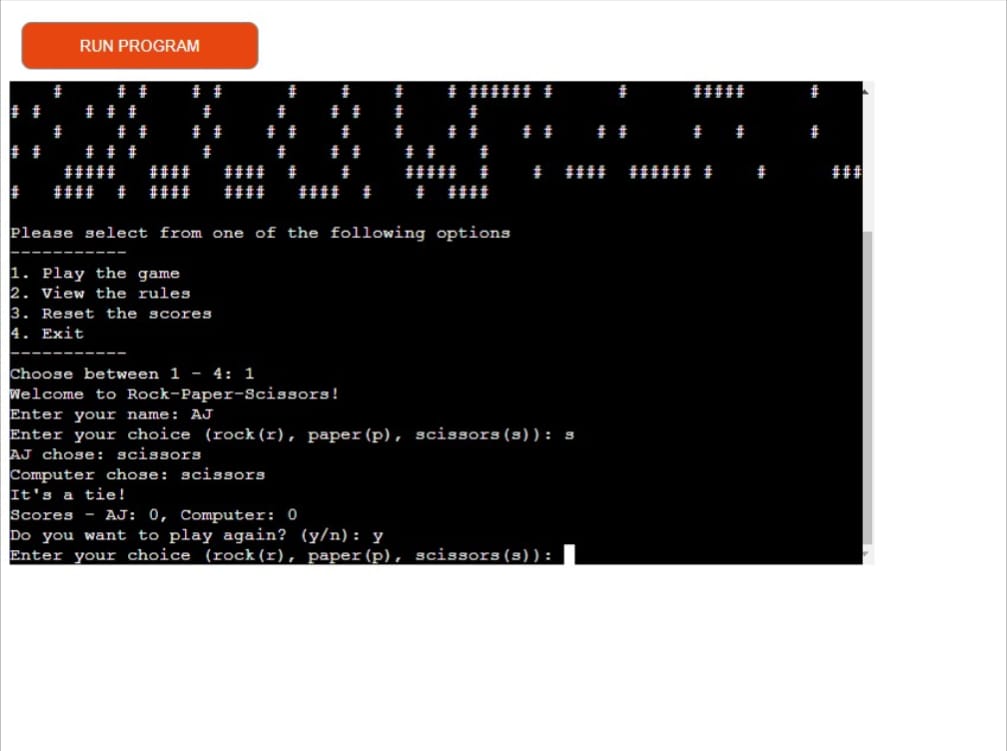 RUN PROGRAM
Please select from one of the following options
-----------
1. Play the game
2. View the rules
3. Reset the scores
4. Exit
-----------
Choose between 1 - 4: 1
Welcome to Rock-Paper-Scissors!
Enter your name: AJ
Enter your choice (rock(r), paper(p), scissors(s)): s
AJ chose: scissors
Computer chose: scissors
It's a tie!
Scores - AJ: 0, Computer: 0
Do you want to play again? (y/n): y
Enter your choice (rock(r), paper(p), scissors(s)):